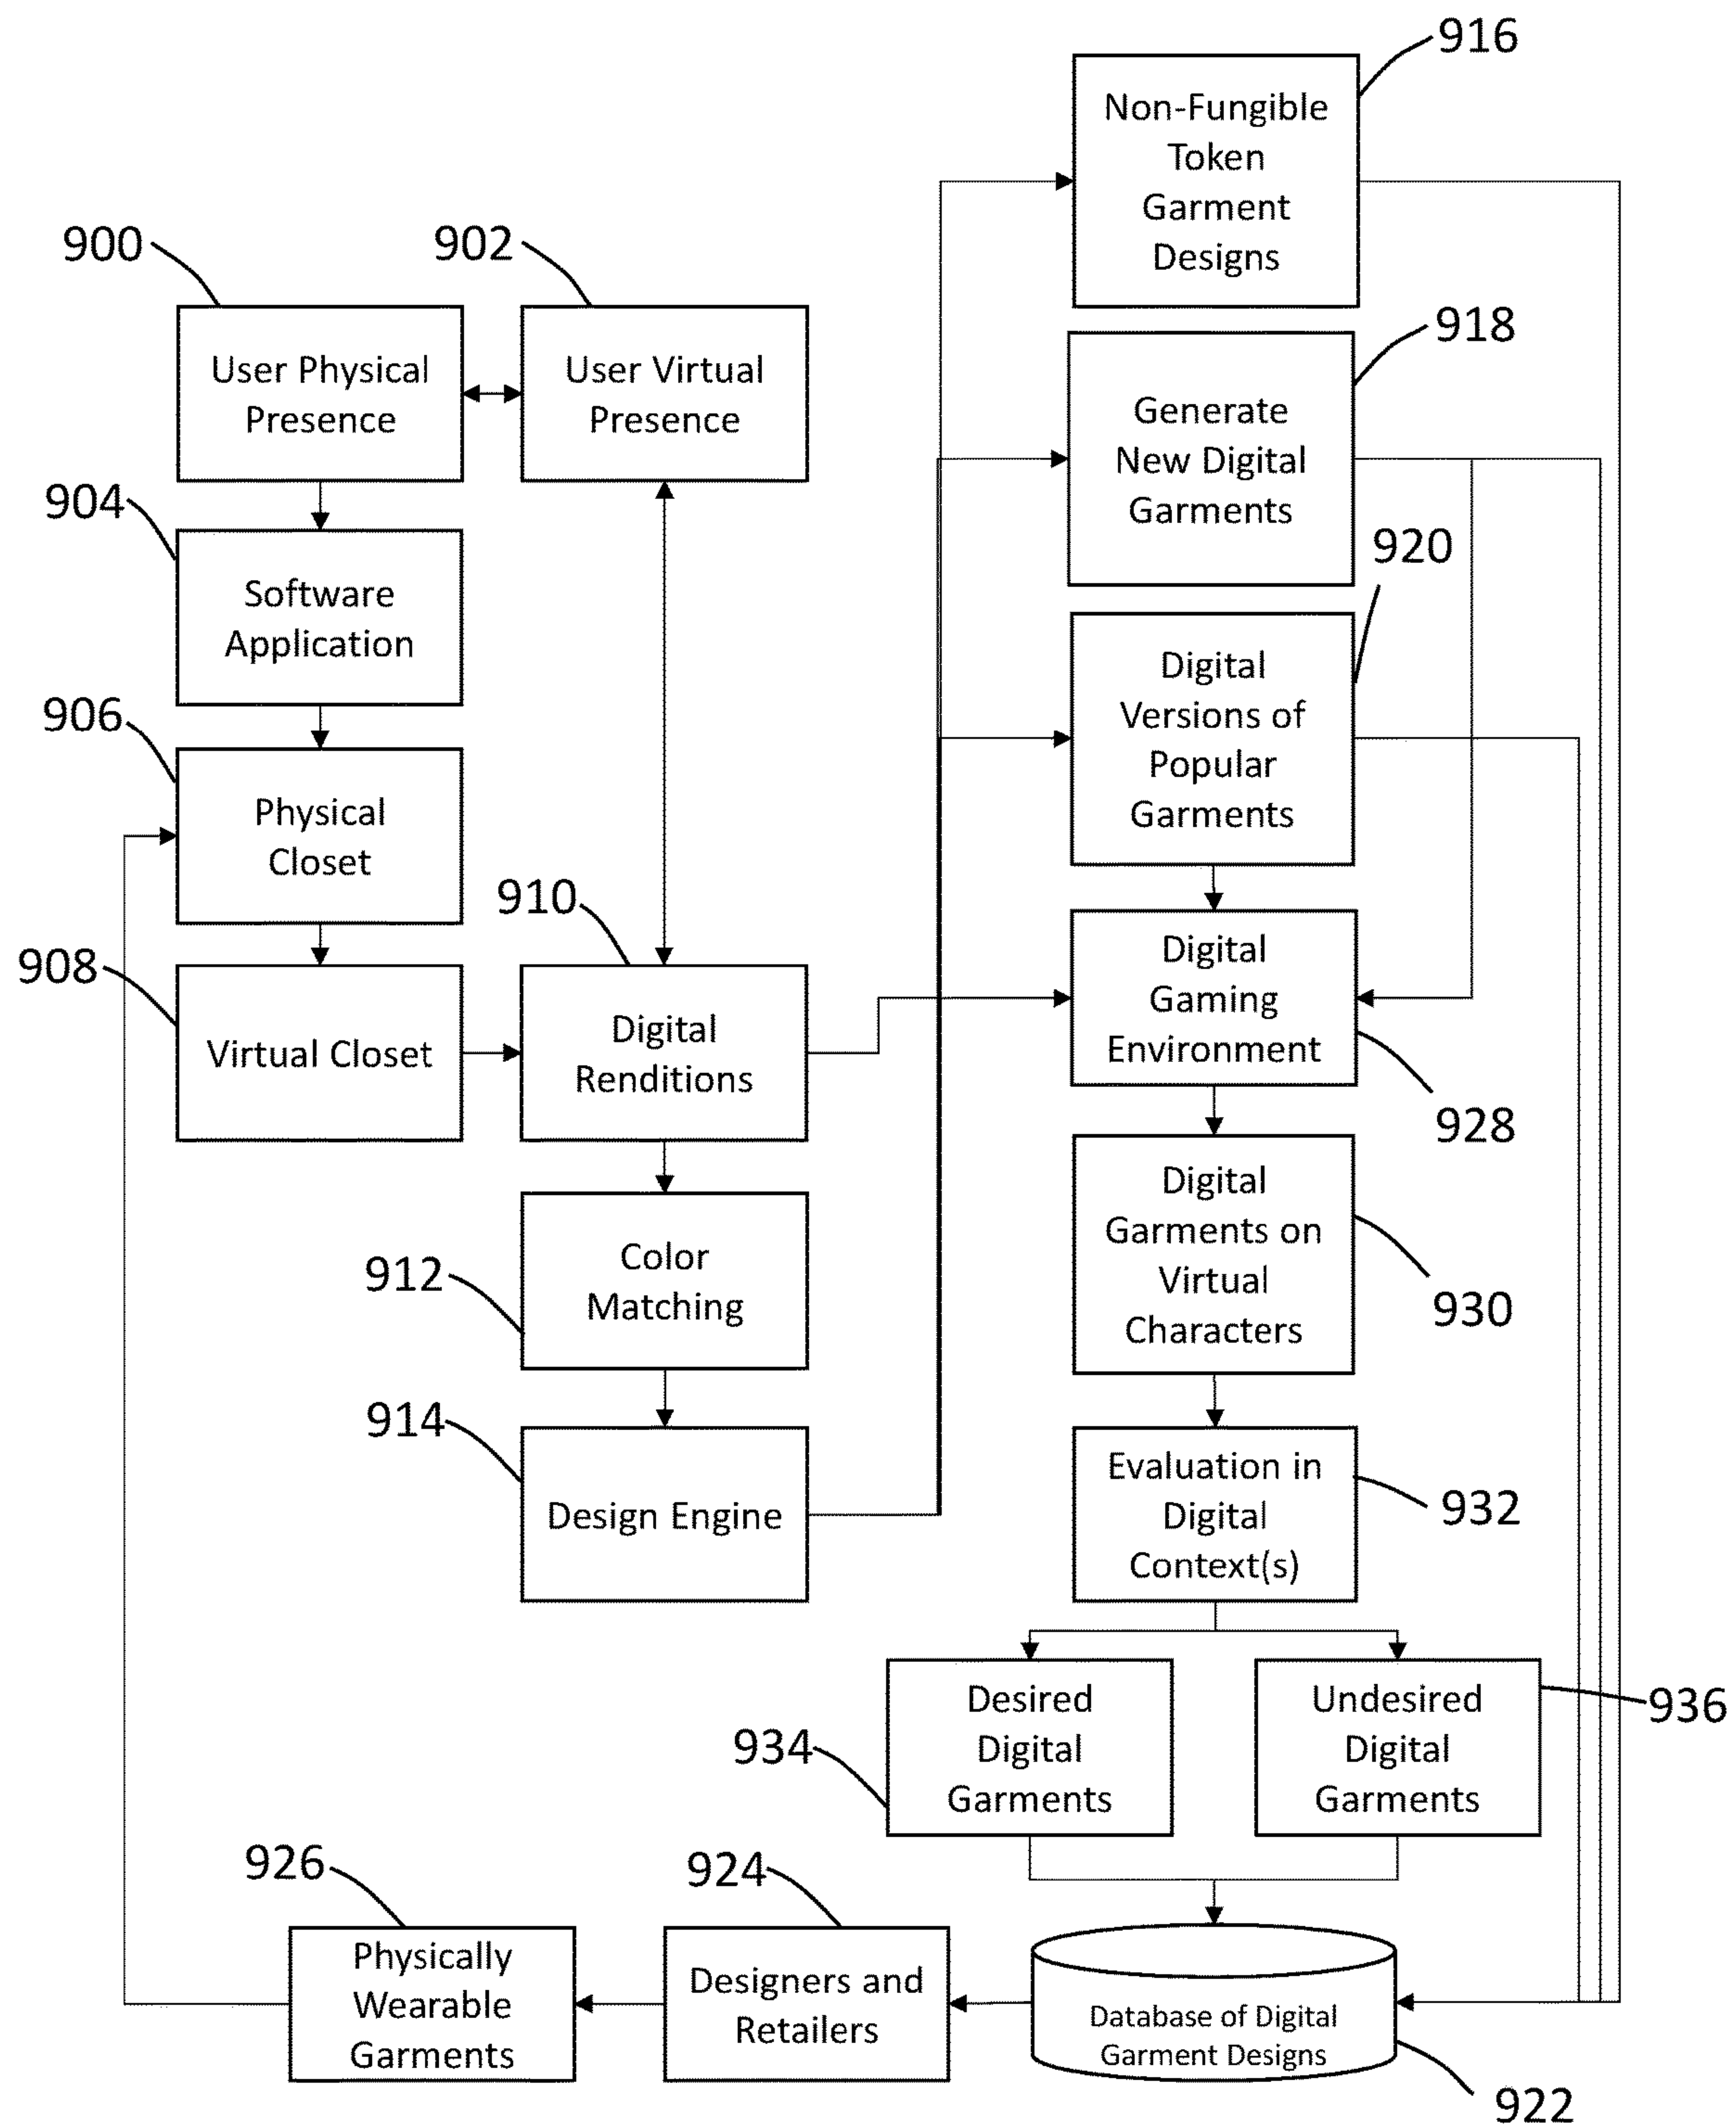 916
Non-Fungible
Token
Garment
Designs
900
902
User Physical
Presence
User Virtual
Presence
918
Generate
New Digital
Garments
904
Software
Application
920
Digital
Versions of
Popular
Garments
906
Physical
Closet
908
Virtual Closet
910
Digital
Renditions
Digital
Gaming
Environment
928
912
Color
Matching
Digital
Garments on
Virtual
Characters
930
914
Design Engine
Evaluation in
Digital
Context(s)
932
934
Desired
Digital
Garments
Undesired
Digital
Garments
936
926
Physically
Wearable
Garments
924
Designers and
Retailers
Database of Digital
Garment Designs
922